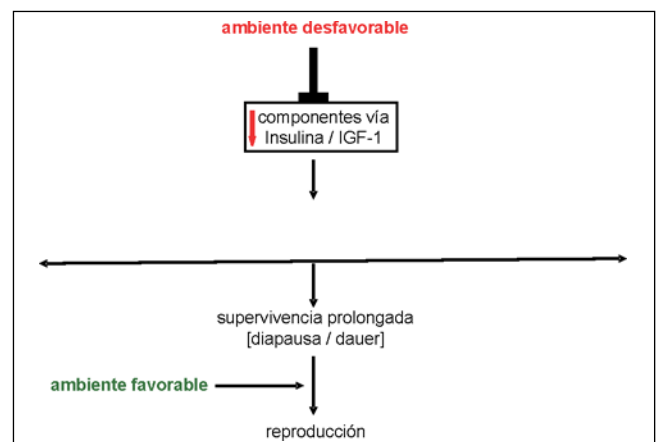 ambiente desfavorable
componentes vía
Insulina / IGF-1
supervivencia prolongada
[diapausa / dauer]
ambiente favorable
reproducción